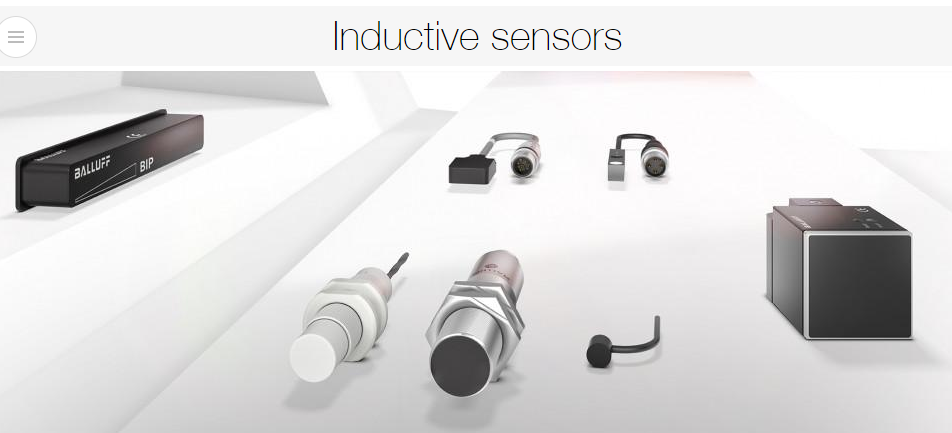 Inductive sensors
BALLUFF
BIP